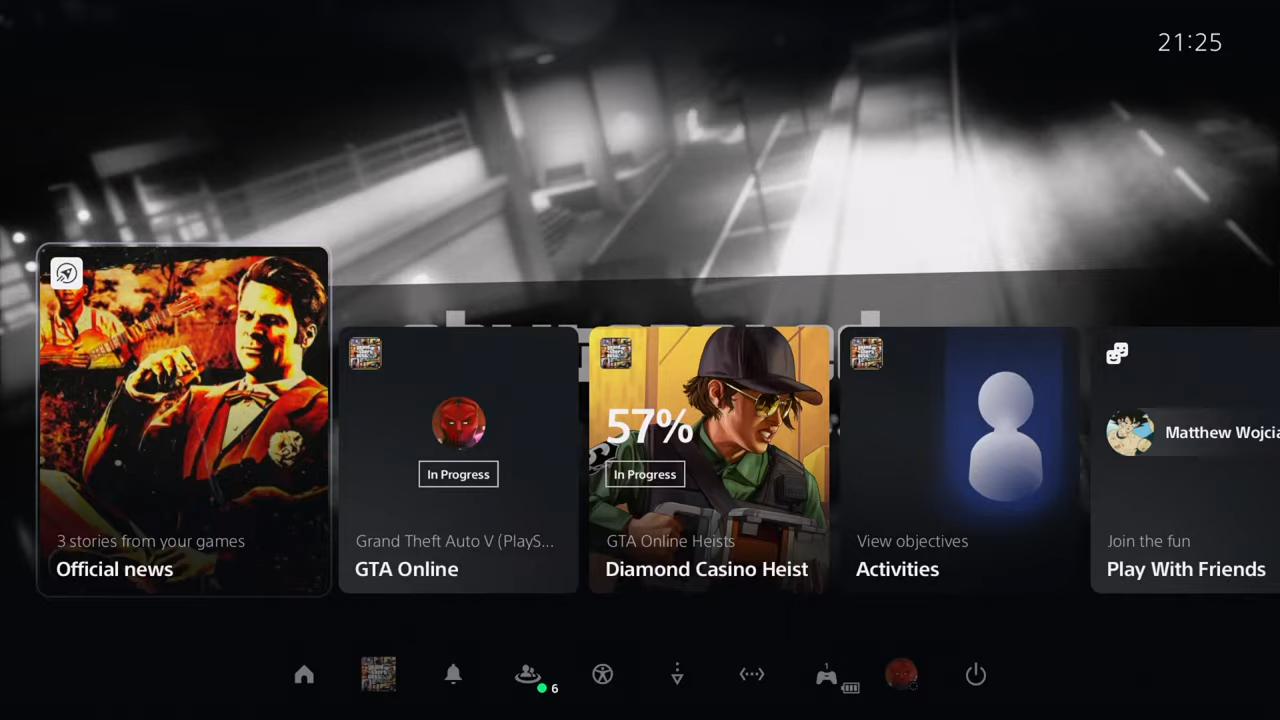 21:25
3 stories from your games
Official news
In Progress
Grand Theft Auto V (PlayS...
GTA Online
57%
In Progress
GTA Online Heists
Diamond Casino Heist
View objectives
Activities
Matthew Wojcia
Join the fun
Play With Friends
6
1